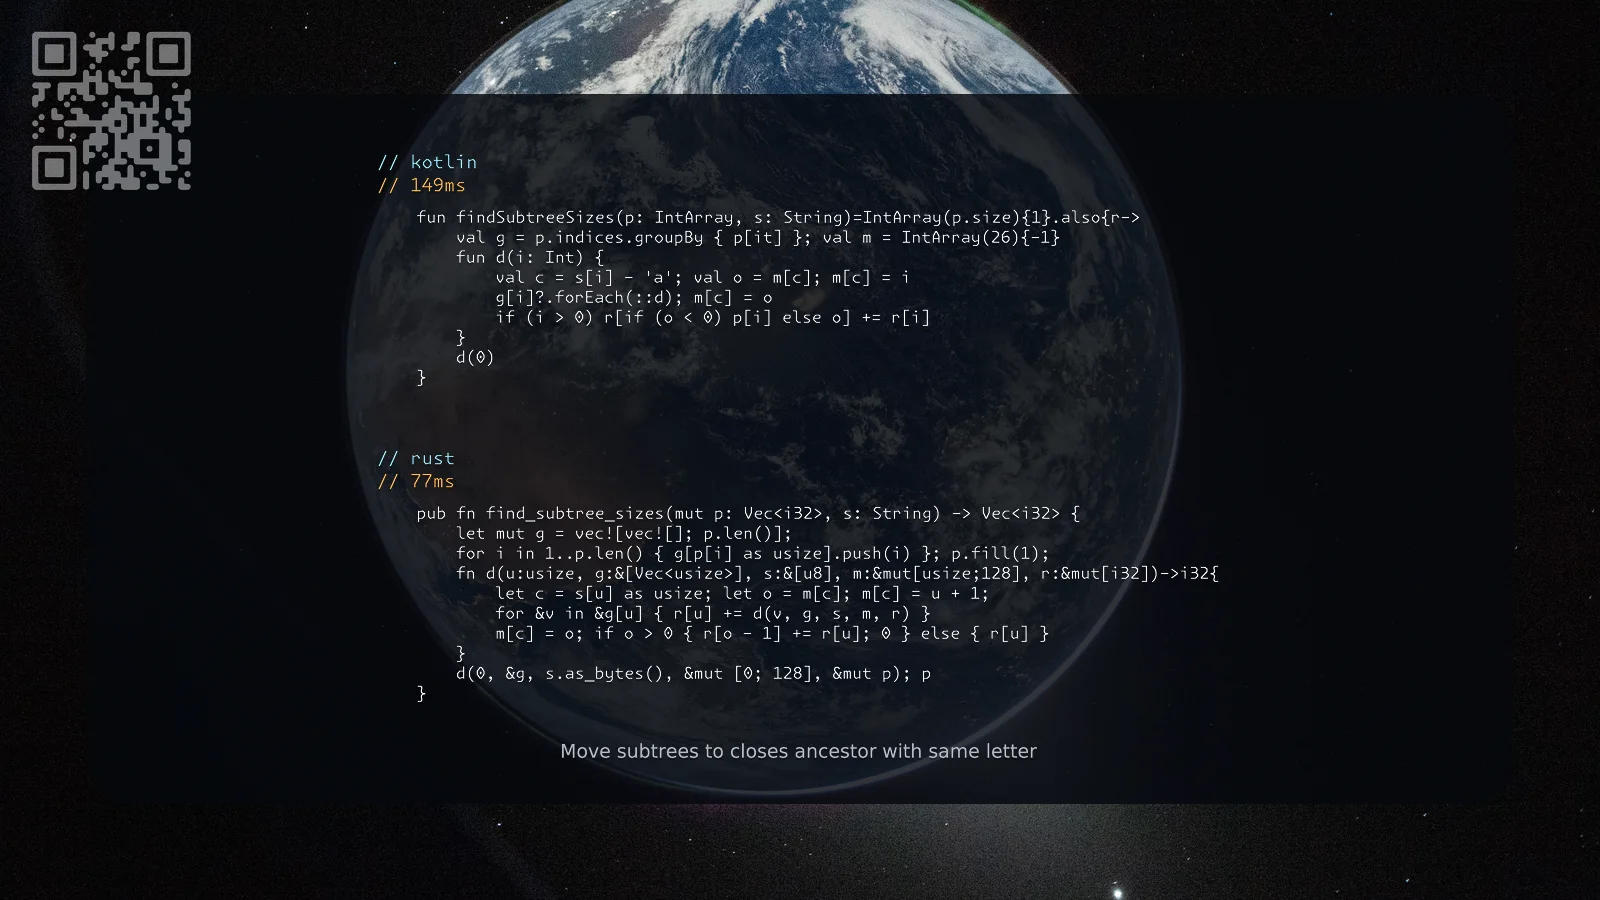 // kotlin
// 149ms
fun findSubtreeSizes(p: IntArray, s: String)=IntArray(p.size){1}.also{r->
val g = p.indices.groupBy { p[it] }; val m = IntArray(26){-1}
fun d(i: Int) {
val c = s[i] - 'a'; val o = m[c]; m[c] = i
g[i]?.forEach(::d); m[c] = o
if (i > 0) r[if (o < 0) p[i] else o] += r[i]
}
d(0)
}
// rust
// 77ms
pub fn find_subtree_sizes(mut p: Vec<i32>, s: String) -> Vec<i32> {
let mut g = vec![vec![]; p.len()];
for i in 1..p.len() { g[p[i] as usize].push(i) }; p.fill(1);
fn d(u:usize, g:&[Vec<usize>], s:&[u8], m:&mut[usize;128], r:&mut[i32])->i32{
let c = s[u] as usize; let o = m[c]; m[c] = u + 1;
for &v in &g[u] { r[u] += d(v, g, s, m, r) }
m[c] = o; if o > 0 { r[o - 1] += r[u]; 0 } else { r[u] }
}
d(0, &g, s.as_bytes(), &mut [0; 128], &mut p); p
}
Move subtrees to closes ancestor with same letter